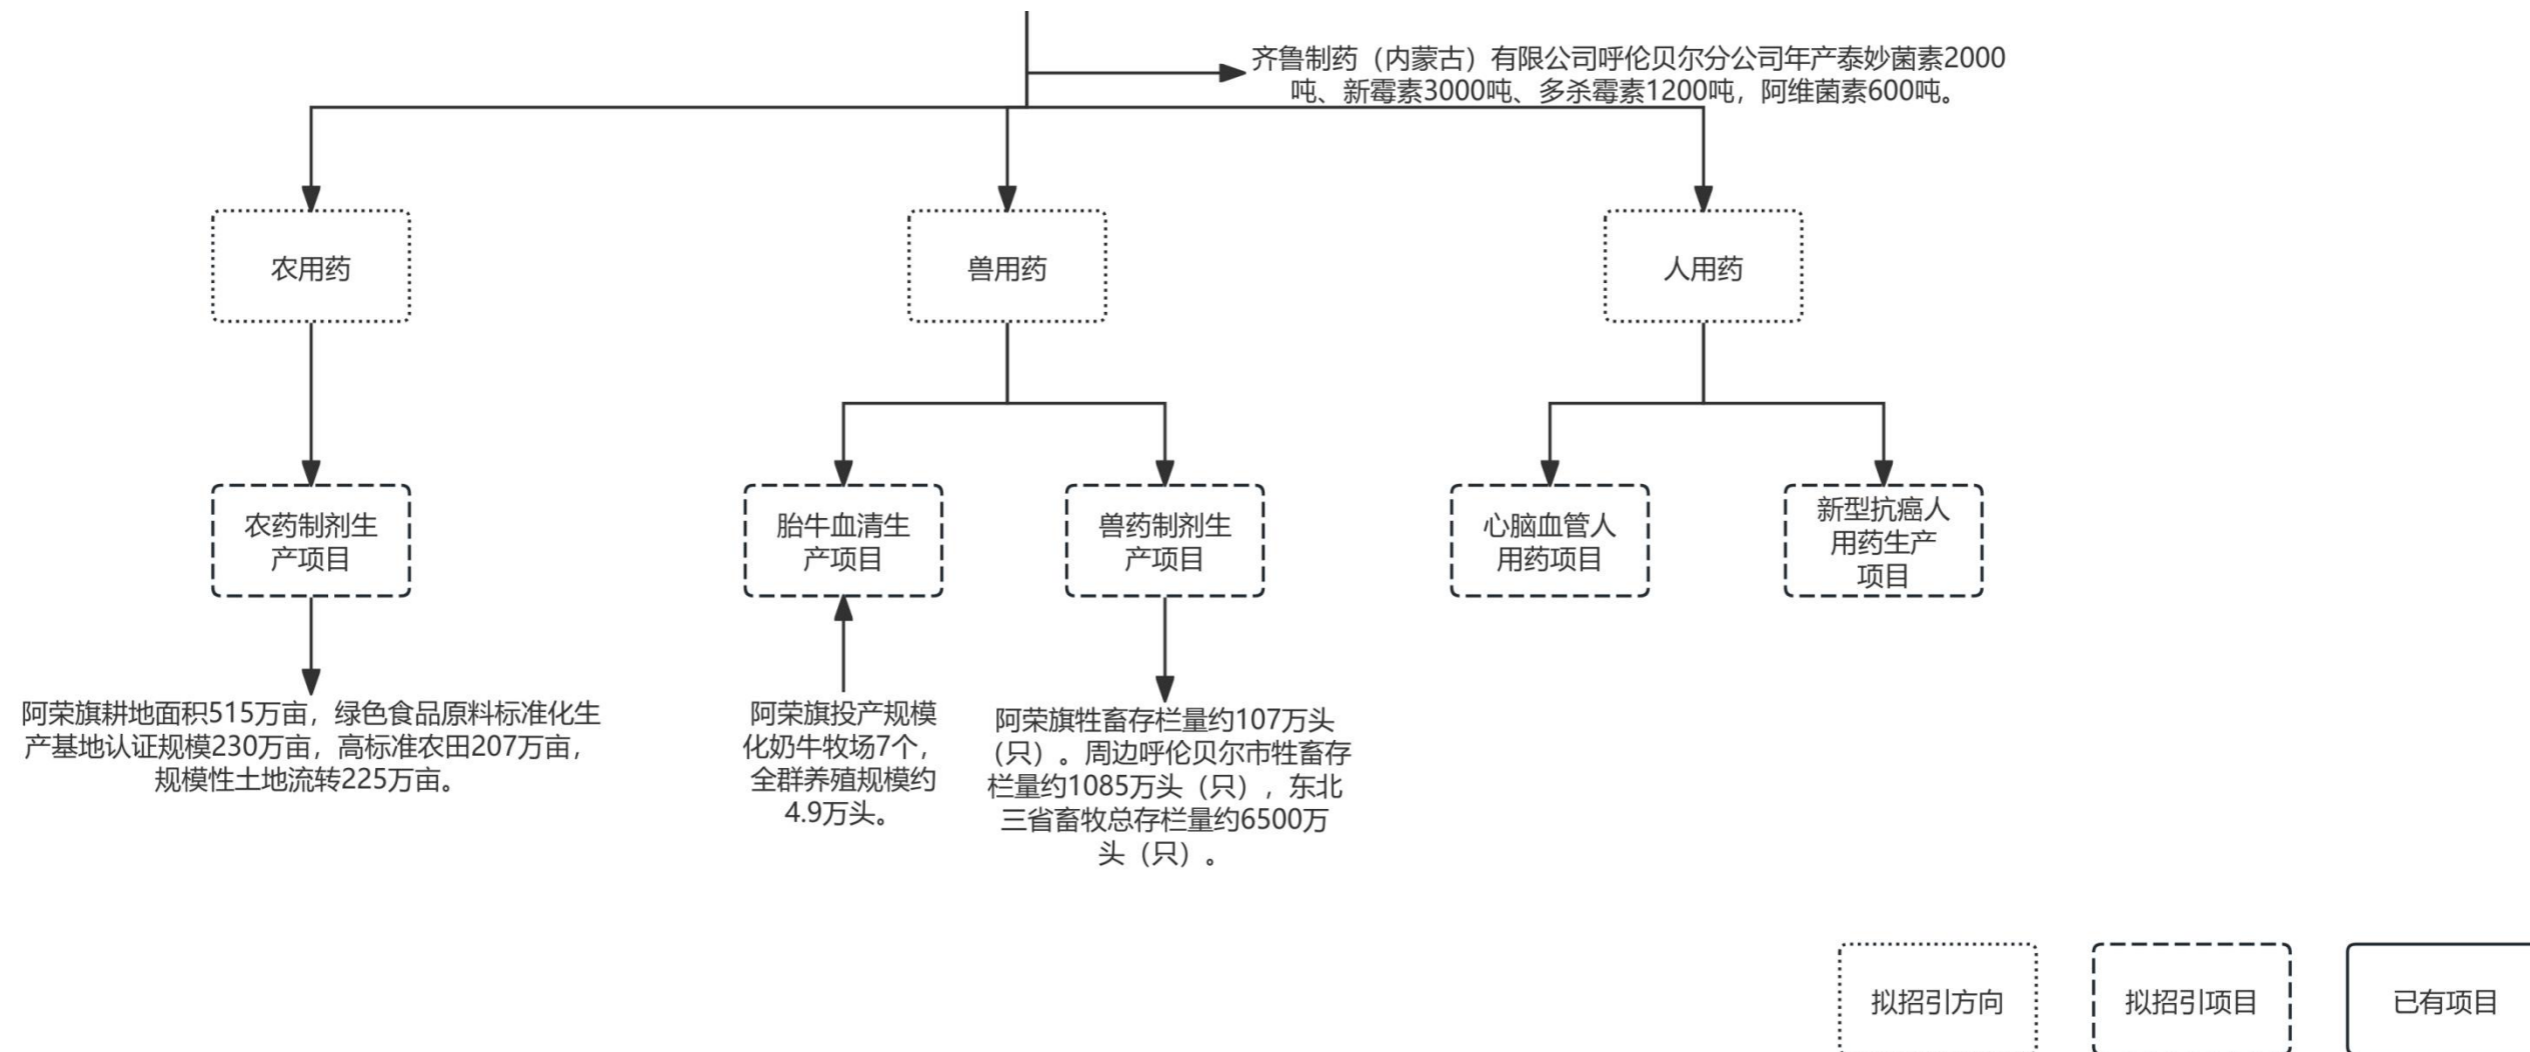 齐鲁制药（内蒙古）有限公司呼伦贝尔分公司年产泰妙菌素2000
吨、新霉素3000吨、多杀霉素1200吨，阿维菌素600吨。
农用药
兽用药
人用药
农药制剂生
产项目
胎牛血清生
产项目
兽药制剂生
产项目
心脑血管人
用药项目
新型抗癌人
用药生产
项目
阿荣旗耕地面积515万亩，绿色食品原料标准化生
产基地认证规模230万亩，高标准农田207万亩，
规模性土地流转225万亩。
阿荣旗投产规模
化奶牛牧场7个，
全群养殖规模约
4.9万头。
阿荣旗牲畜存栏量约107万头
（只）。周边呼伦贝尔市牲畜存
栏量约1085万头（只），东北
三省畜牧总存栏量约6500万
头（只）。
拟招引方向
拟招引项目
已有项目